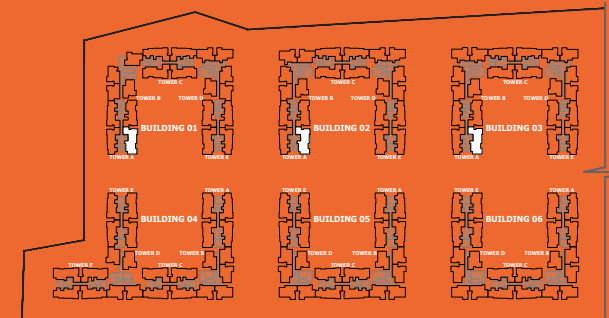 TOWER C TOWER C TOWER C
TOWER B TOWER D TOWER B TOWER D TOWER B TOWER D
BUILDING 01 BUILDING 02 BUILDING 03
TOWER A TOWER E TOWER A TOWER E TOWER A TOWER E
TOWER E TOWER A TOWER E TOWER A TOWER E TOWER A
BUILDING 04 BUILDING 05 BUILDING 06
TOWER D TOWER B TOWER D TOWER B TOWER D TOWER B
TOWER F TOWER C TOWER C TOWER C